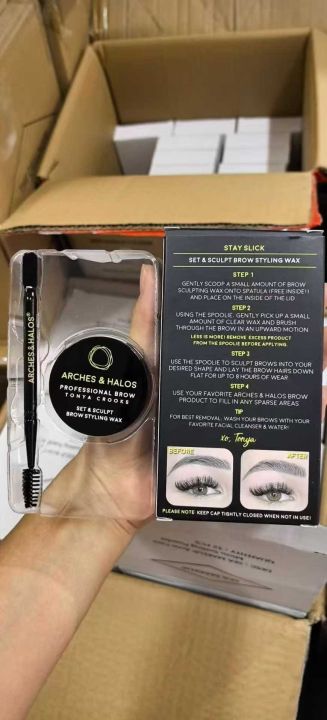 ARCHES & HALOS®
ARCHES & HALOS
PROFESSIONAL BROW
TONYA CROOKS
SET & SCULPT
BROW STYLING WAX
STAY SLICK
SET & SCULPT BROW STYLING WAX
STEP 1
GENTLY SCOOP A SMALL AMOUNT OF BROW
SCULPTING WAX ONTO SPATULA (FREE INSIDE!)
AND PLACE ON THE INSIDE OF THE LID
STEP 2
USING THE SPOOLIE, GENTLY PICK UP A SMALL
AMOUNT OF CLEAR WAX AND BRUSH
THROUGH THE BROW IN AN UPWARD MOTION.
LESS IS MORE! REMOVE EXCESS PRODUCT
FROM THE SPOOLIE BEFORE APPLYING.
STEP 3
USE THE SPOOLIE TO SCULPT BROWS INTO YOUR
DESIRED SHAPE AND LAY THE BROW HAIRS DOWN
FLAT FOR UP TO 8 HOURS OF WEAR
STEP 4
USE YOUR FAVORITE ARCHES & HALOS BROW
PRODUCT TO FILL IN ANY SPARSE AREAS
TIP
FOR BEST REMOVAL, WASH YOUR BROWS WITH YOUR
FAVORITE FACIAL CLEANSER & WATER!
xo, Tonya
BEFORE
AFTER
PLEASE NOTE! KEEP CAP TIGHTLY CLOSED WHEN NOT IN USE!